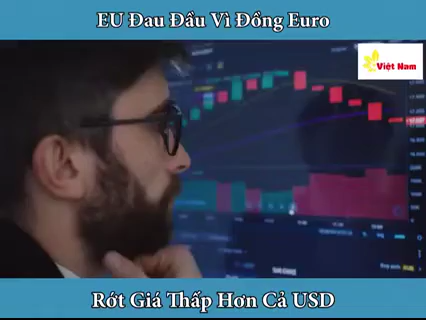 EU Đau Đầu Vì Đồng Euro
Việt Nam
Rớt Giá Thấp Hơn Cả USD